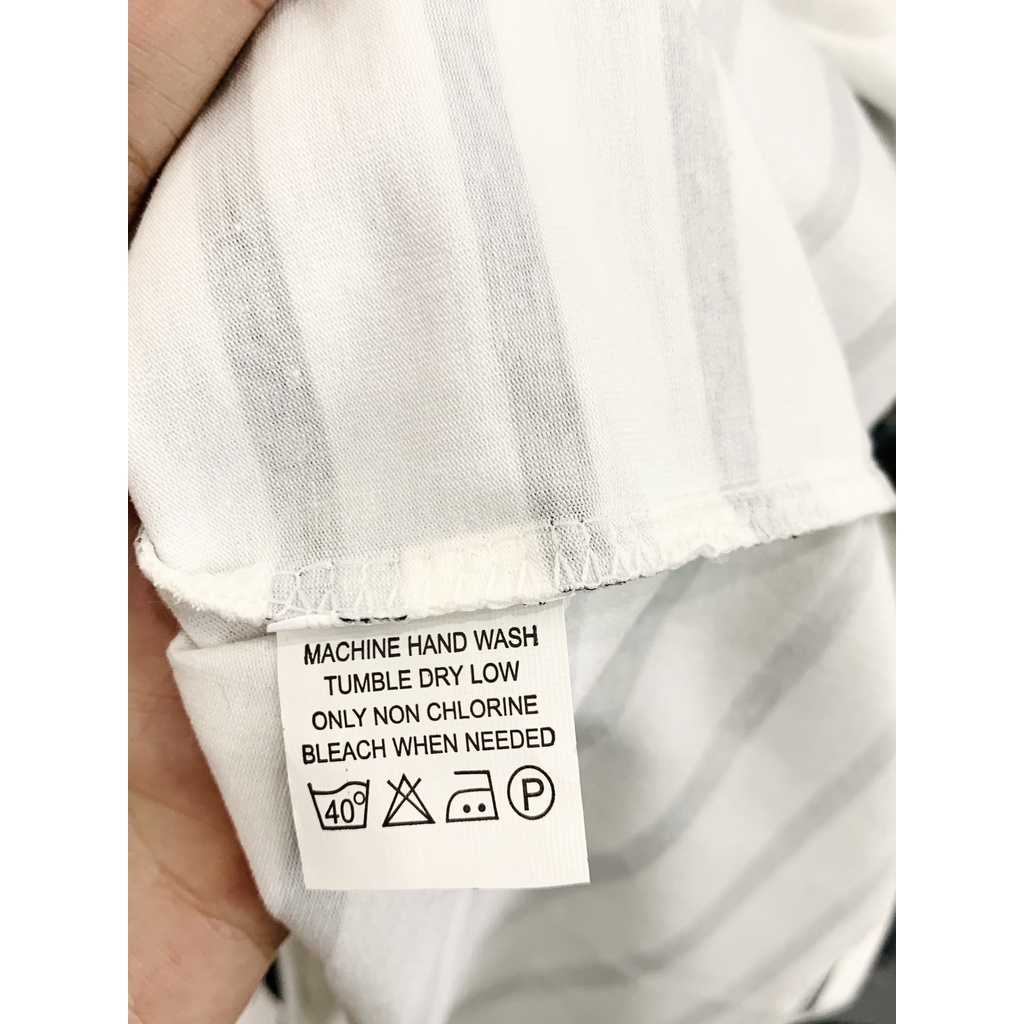 MACHINE HAND WASH
TUMBLE DRY LOW
ONLY NON CHLORINE
BLEACH WHEN NEEDED
40° P